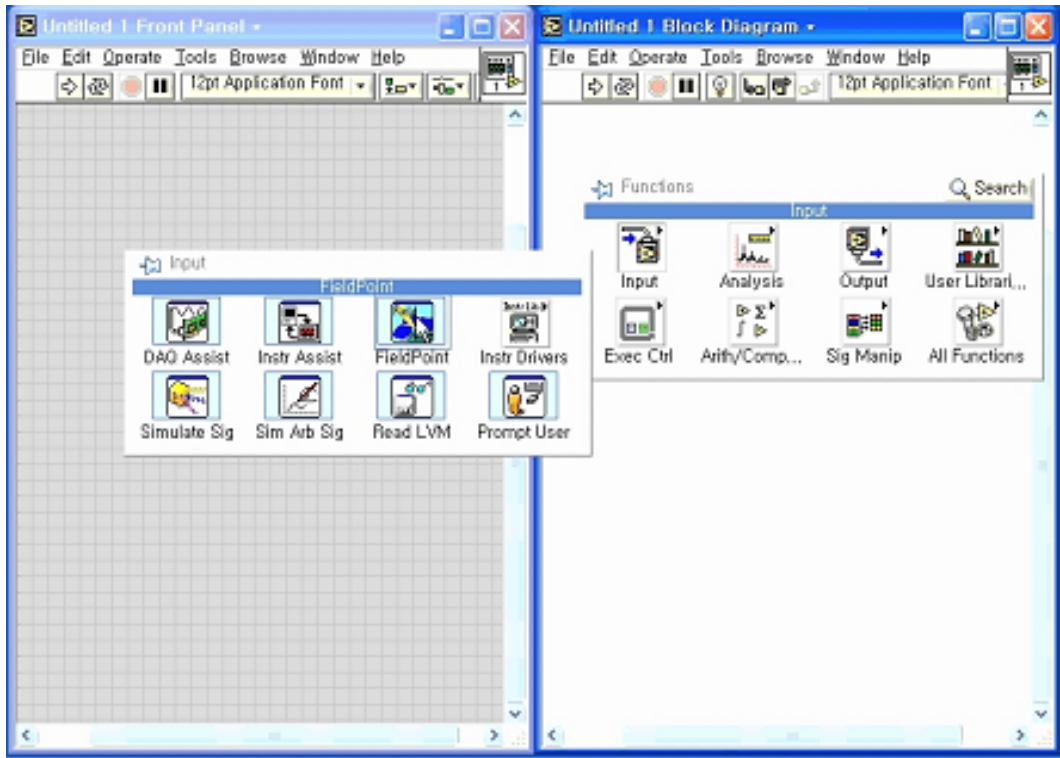 Untitled 1 Front Panel
File Edit Operate Tools Browse Window Help
12pt Application Font
Untitled 1 Block Diagram
File Edit Operate Tools Browse Window Help
12pt Application Font
Functions Search
Input
Input Analysis Output User Librari...
Exec Ctrl Arith/Comp... Sig Manip All Functions
Input
FieldPoint
DAQ Assist Instr Assist FieldPoint Instr Drivers
Simulate Sig Sim Arb Sig Read LVM Prompt User